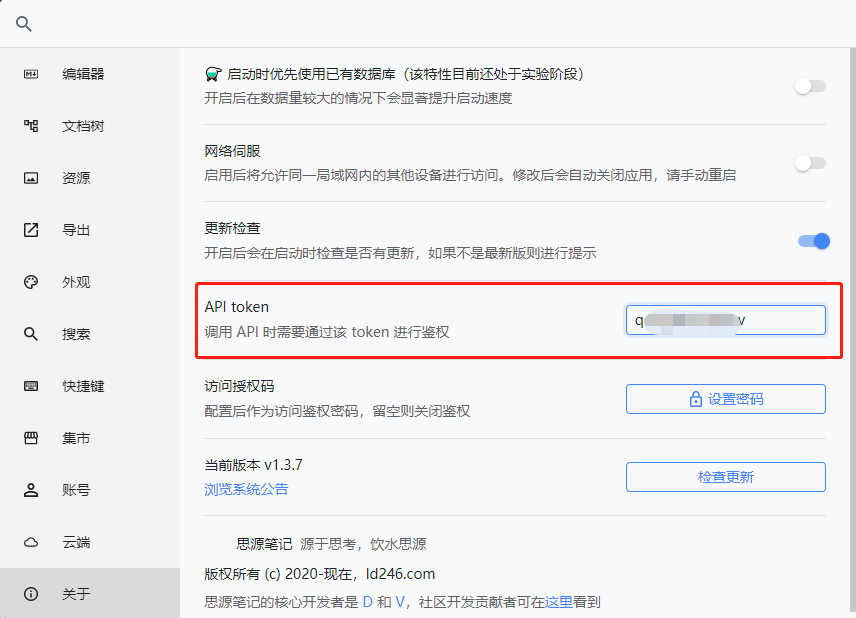 编辑器
文档树
资源
导出
外观
搜索
快捷键
集市
账号
云端
关于
启动时优先使用已有数据库（该特性目前还处于实验阶段）
开启后在数据量较大的情况下会显著提升启动速度
网络伺服
启用后将允许同一局域网内的其他设备进行访问。修改后会自动关闭应用，请手动重启
更新检查
开启后会在启动时检查是否有更新，如果不是最新版则进行提示
API token
调用 API 时需要通过该 token 进行鉴权
访问授权码
配置后作为访问鉴权密码，留空则关闭鉴权
设置密码
当前版本 v1.3.7
浏览系统公告
检查更新
思源笔记 源于思考，饮水思源
版权所有 (c) 2020-现在，ld246.com
思源笔记的核心开发者是 D 和 V，社区开发贡献者可在这里看到